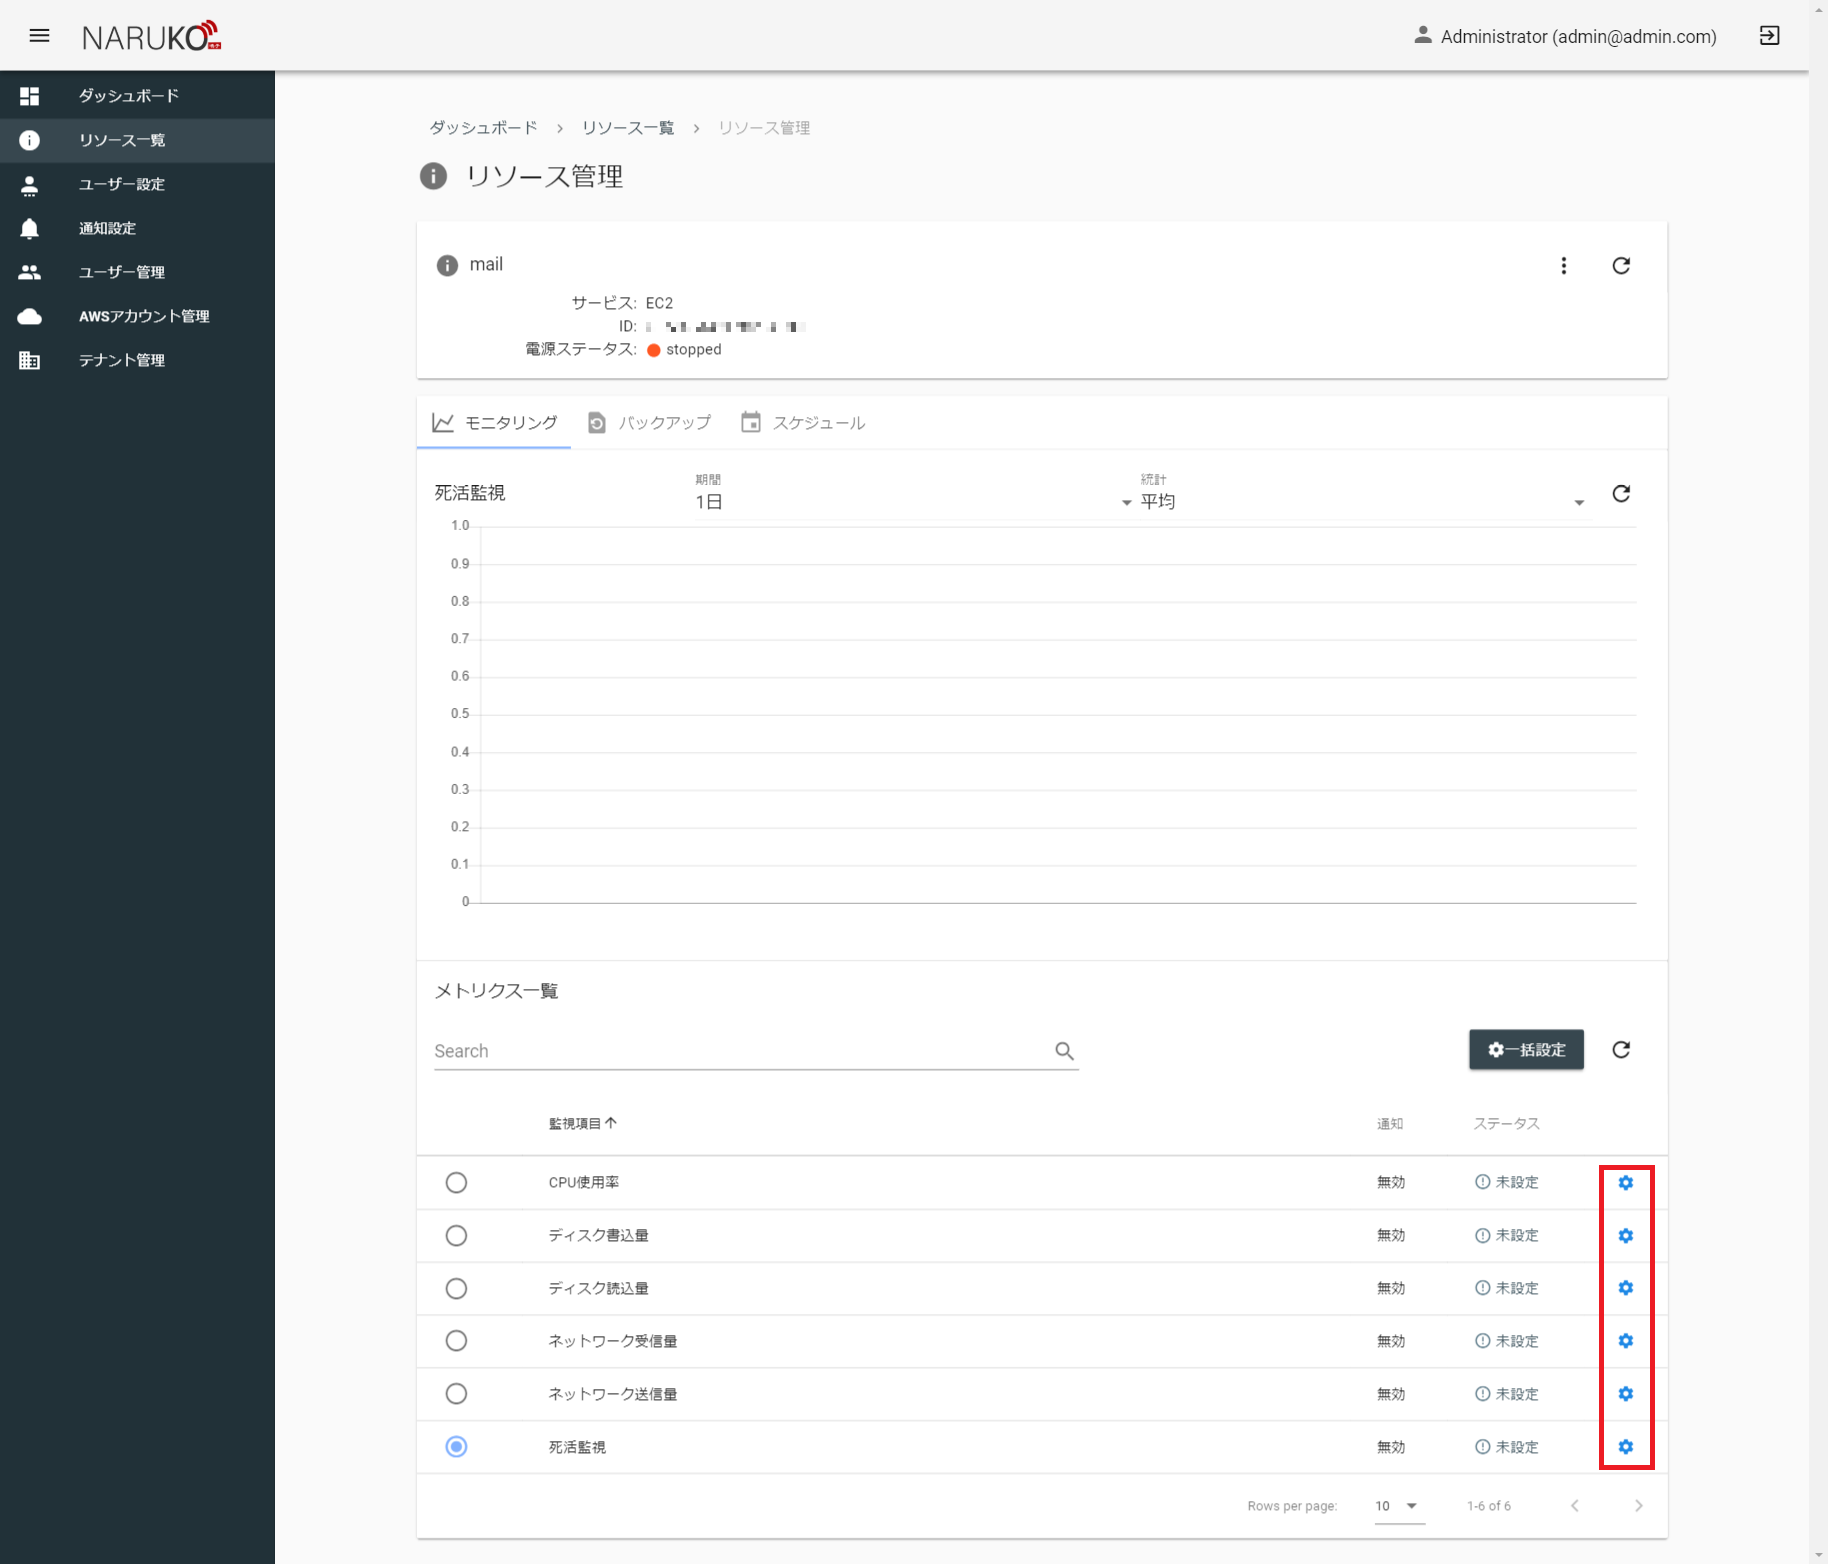 NARUKO
Administrator (admin@admin.com)
ダッシュボード
リソース一覧
ユーザー設定
通知設定
ユーザー管理
AWSアカウント管理
テナント管理
ダッシュボード > リソース一覧 > リソース管理
リソース管理
mail
サービス: EC2
ID:
電源ステータス: stopped
モニタリング バックアップ スケジュール
死活監視
期間
1日
統計
平均
1.0
0.9
0.8
0.7
0.6
0.5
0.4
0.3
0.2
0.1
0
メトリクス一覧
Search
一括設定
監視項目 通知 ステータス
CPU使用率 無効 未設定
ディスク書込量 無効 未設定
ディスク読込量 無効 未設定
ネットワーク受信量 無効 未設定
ネットワーク送信量 無効 未設定
死活監視 無効 未設定
Rows per page: 10 1-6 of 6